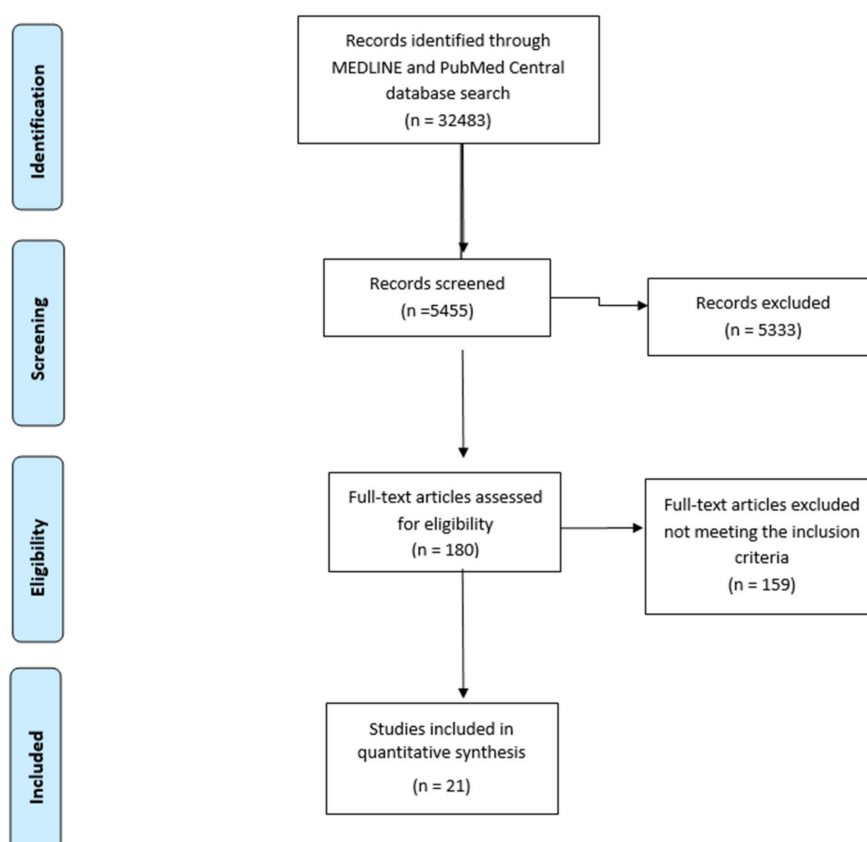 Identification
Records identified through
MEDLINE and PubMed Central
database search
(n = 32483)
Screening
Records screened
(n =5455)
Records excluded
(n = 5333)
Eligibility
Full-text articles assessed
for eligibility
(n = 180)
Full-text articles excluded
not meeting the inclusion
criteria
(n = 159)
Included
Studies included in
quantitative synthesis
(n = 21)